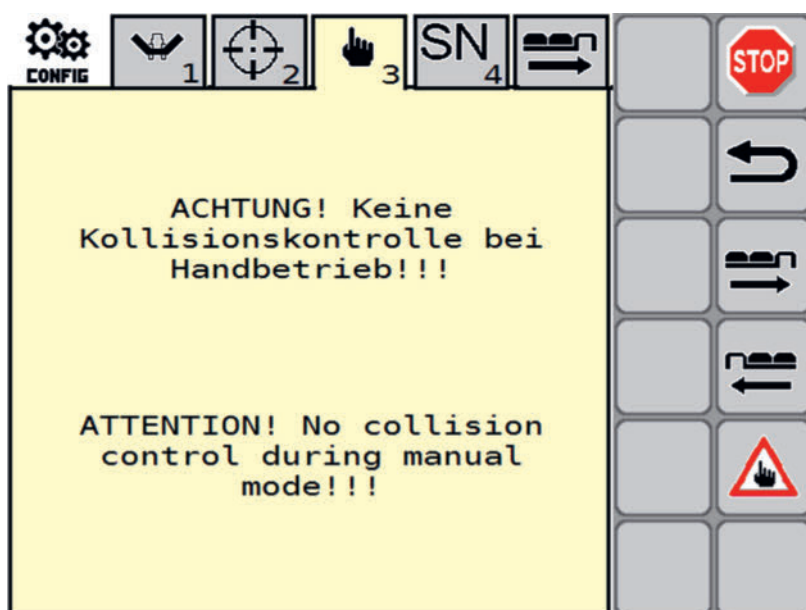 CONFIG
1
2
3
SN
4
STOP
ACHTUNG! Keine
Kollisionskontrolle bei
Handbetrieb!!!
ATTENTION! No collision
control during manual
mode!!!